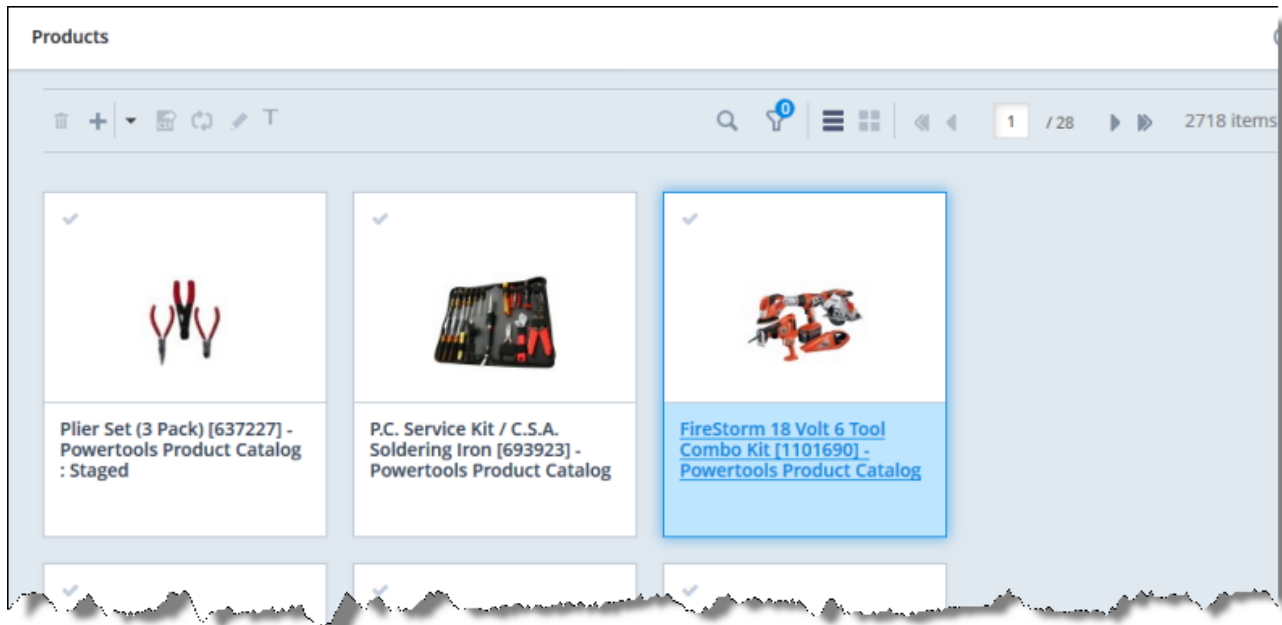 Products
0
1 / 28 2718 items
Plier Set (3 Pack) [637227] -
Powertools Product Catalog
: Staged
P.C. Service Kit / C.S.A.
Soldering Iron [693923] -
Powertools Product Catalog
FireStorm 18 Volt 6 Tool
Combo Kit [1101690] -
Powertools Product Catalog